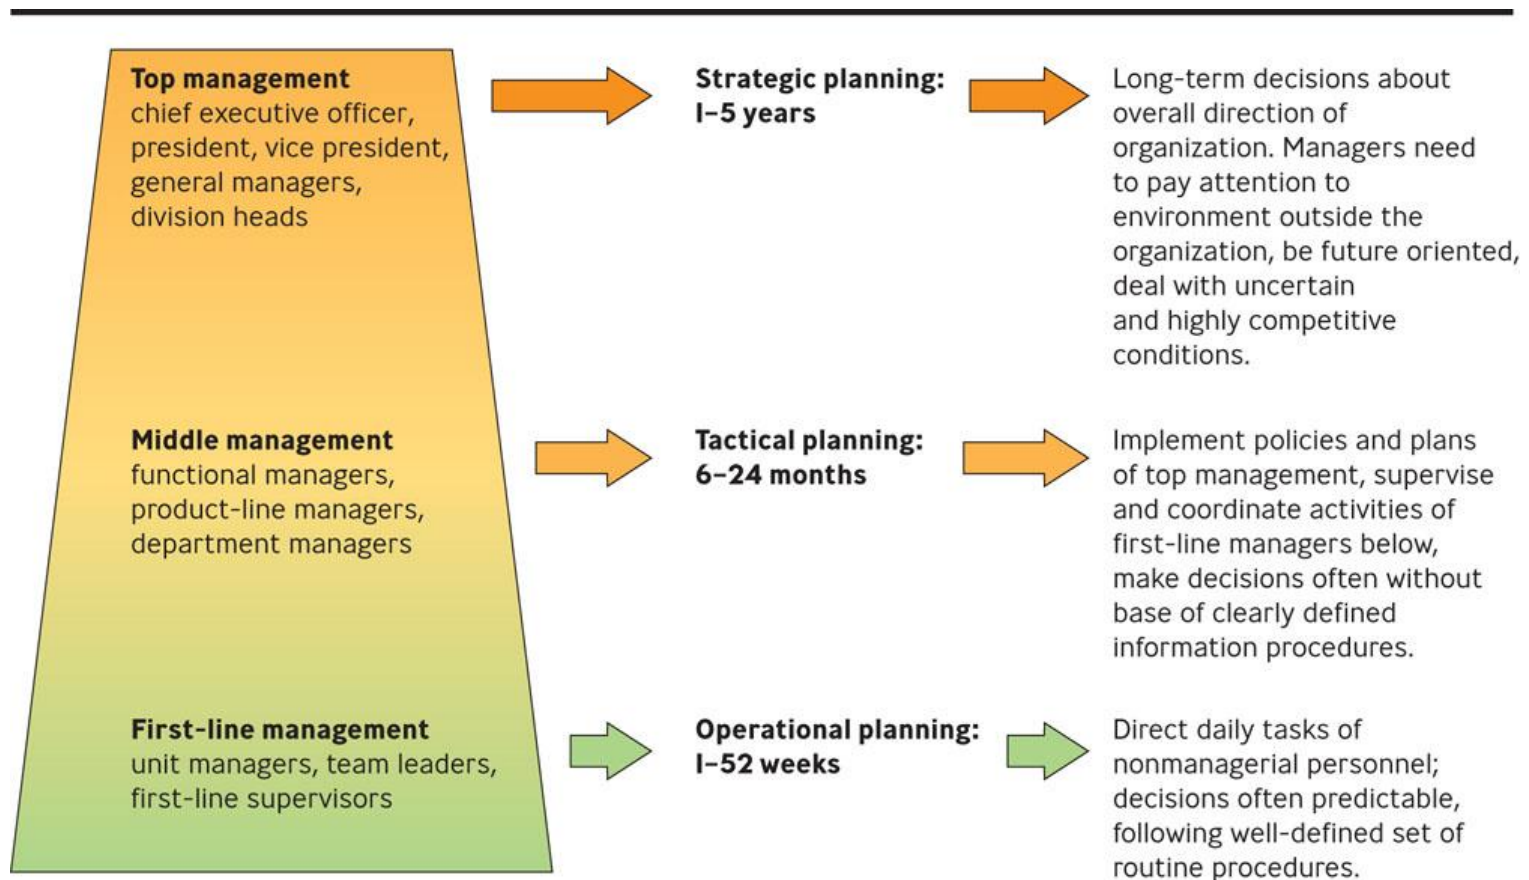 Top management
chief executive officer,
president, vice president,
general managers,
division heads
Strategic planning:
1–5 years
Long-term decisions about
overall direction of
organization. Managers need
to pay attention to
environment outside the
organization, be future oriented,
deal with uncertain
and highly competitive
conditions.
Middle management
functional managers,
product-line managers,
department managers
Tactical planning:
6–24 months
Implement policies and plans
of top management, supervise
and coordinate activities of
first-line managers below,
make decisions often without
base of clearly defined
information procedures.
First-line management
unit managers, team leaders,
first-line supervisors
Operational planning:
1–52 weeks
Direct daily tasks of
nonmanagerial personnel;
decisions often predictable,
following well-defined set of
routine procedures.